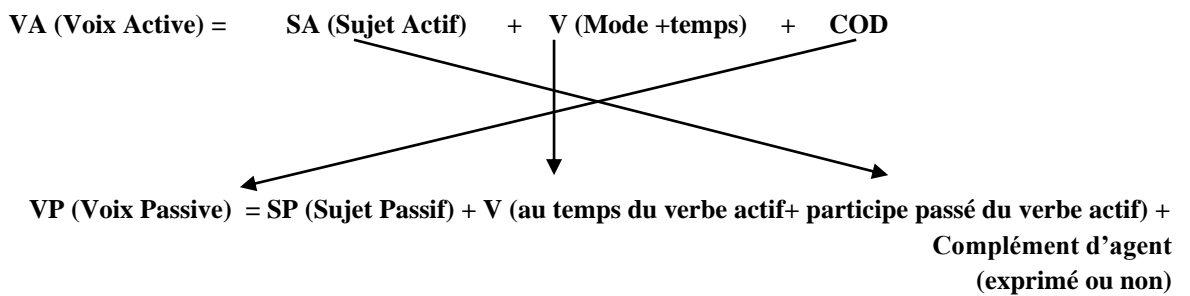 VA (Voix Active) = SA (Sujet Actif) + V (Mode +temps) + COD
VP (Voix Passive) = SP (Sujet Passif) + V (au temps du verbe actif+ participe passé du verbe actif) +
Complément d’agent
(exprimé ou non)